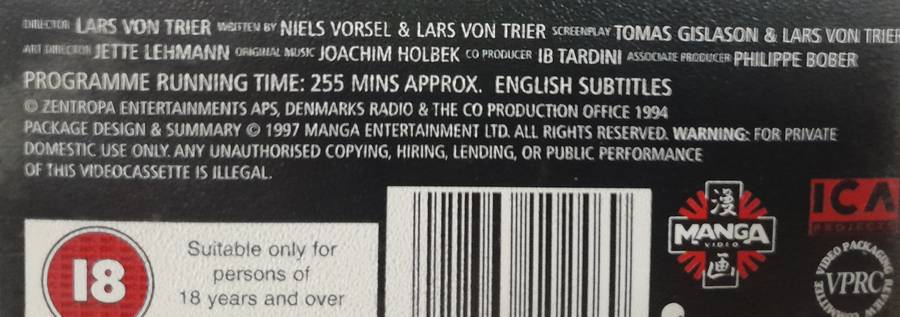 DIRECTOR LARS VON TRIER WRITTEN BY NIELS VORSEL & LARS VON TRIER SCREENPLAY TOMAS GISLASON & LARS VON TRIER
ART DIRECTOR JETTE LEHMANN ORIGINAL MUSIC JOACHIM HOLBEK CO PRODUCER IB TARDINI ASSOCIATE PRODUCER PHILIPPE BOBER
PROGRAMME RUNNING TIME: 255 MINS APPROX. ENGLISH SUBTITLES
© ZENTROPA ENTERTAINMENTS APS, DENMARKS RADIO & THE CO PRODUCTION OFFICE 1994
PACKAGE DESIGN & SUMMARY © 1997 MANGA ENTERTAINMENT LTD. ALL RIGHTS RESERVED. WARNING: FOR PRIVATE
DOMESTIC USE ONLY. ANY UNAUTHORISED COPYING, HIRING, LENDING, OR PUBLIC PERFORMANCE
OF THIS VIDEOCASSETTE IS ILLEGAL.
18
Suitable only for
persons of
18 years and over
漫
MANGA
VIDEO
画
ICA
PROJECTS
VIDEO PACKAGING REVIEW COMMITTEE
VPRC